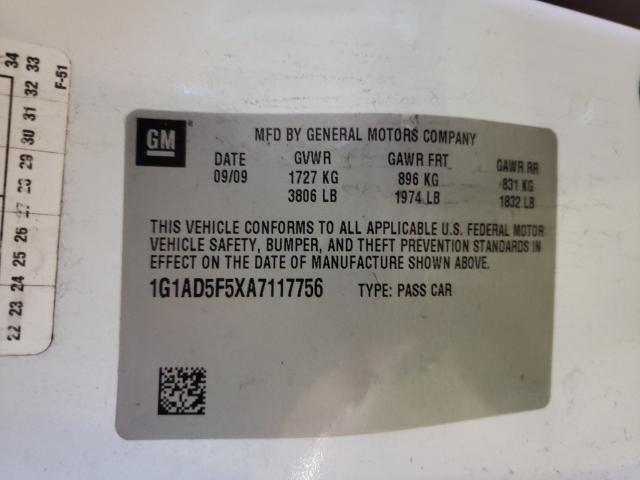 34
33
32
31
30
29
28
27
26
25
24
23
22
F-51
GM ®
MFD BY GENERAL MOTORS COMPANY
DATE GVWR GAWR FRT GAWR RR
09/09 1727 KG 896 KG 831 KG
3806 LB 1974 LB 1832 LB
THIS VEHICLE CONFORMS TO ALL APPLICABLE U.S. FEDERAL MOTOR
VEHICLE SAFETY, BUMPER, AND THEFT PREVENTION STANDARDS IN
EFFECT ON THE DATE OF MANUFACTURE SHOWN ABOVE.
1G1AD5F5XA7117756 TYPE: PASS CAR